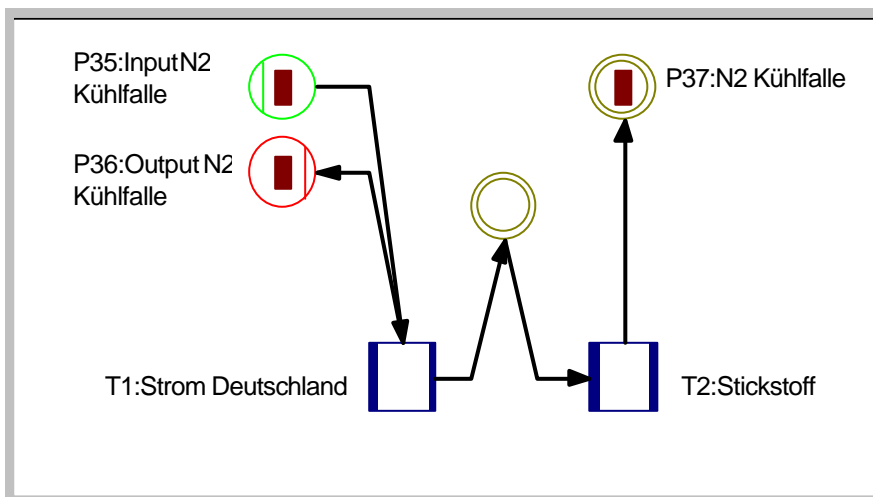 P35:Input N2
Kühlfalle
P37:N2 Kühlfalle
P36:Output N2
Kühlfalle
T1:Strom Deutschland
T2:Stickstoff